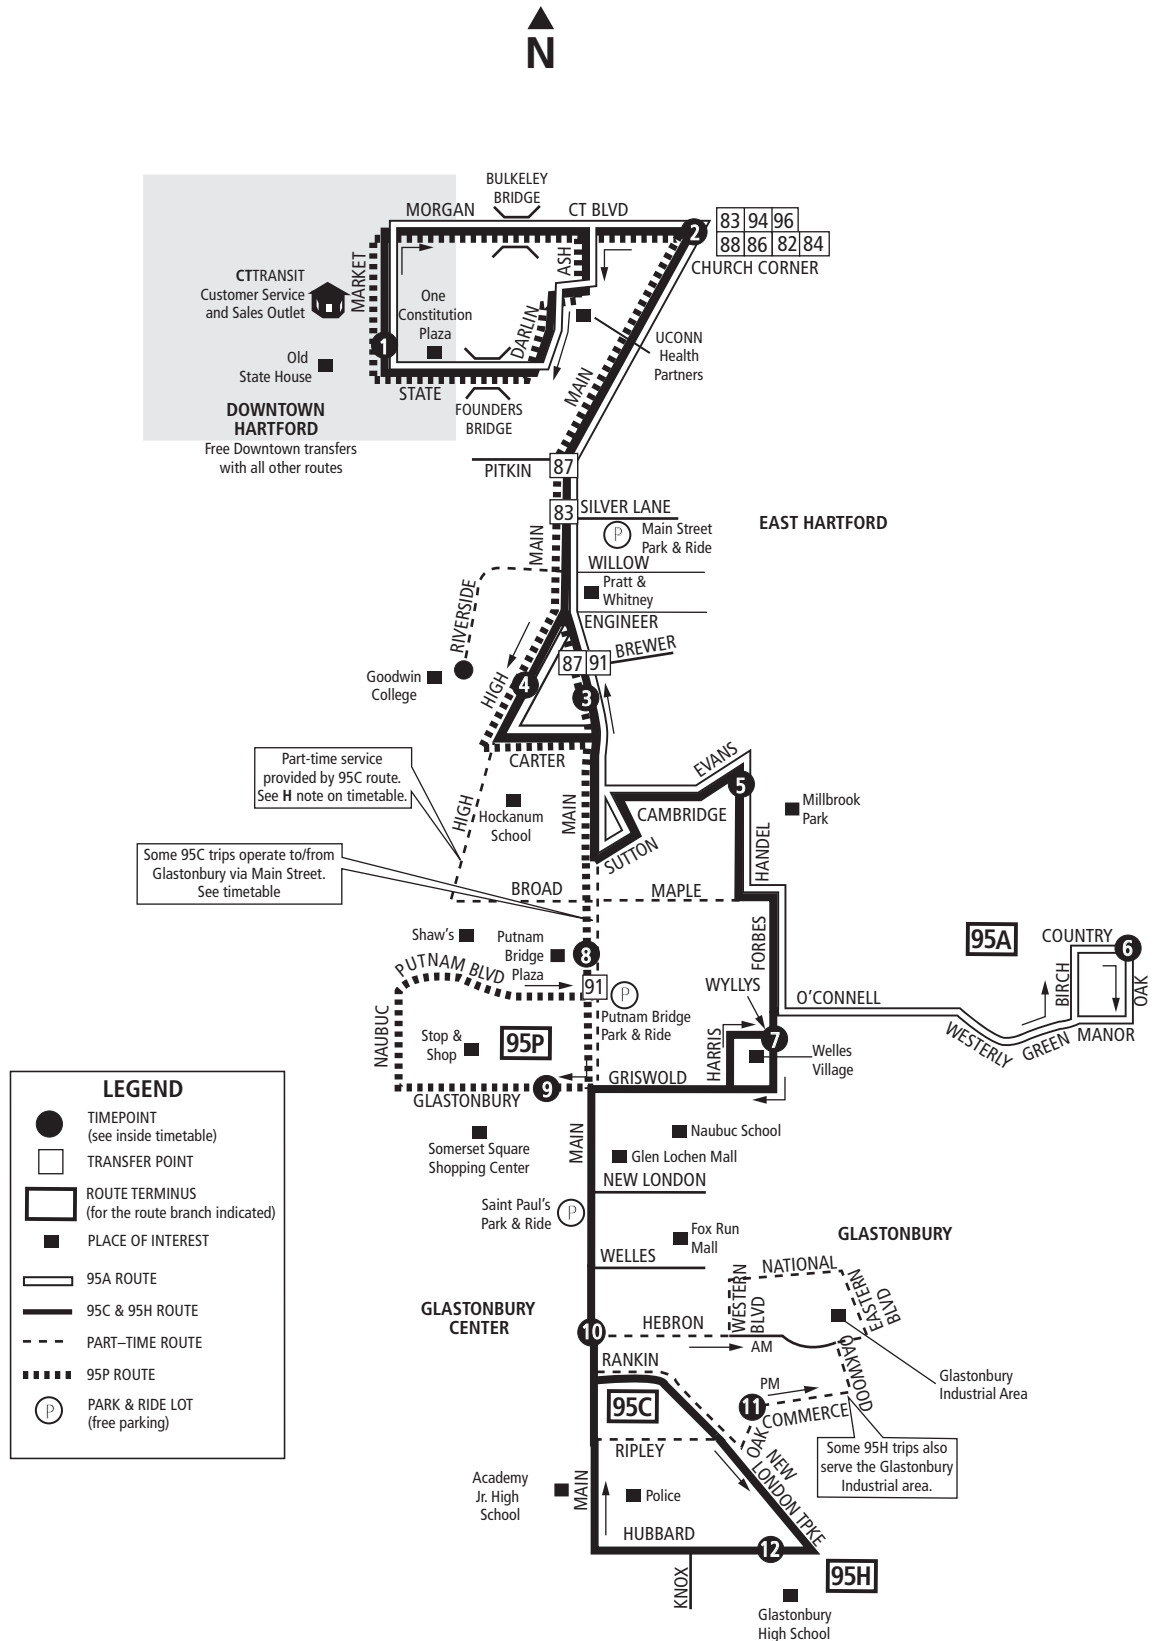 N
BULKELEY
BRIDGE
MORGAN
CT BLVD
2
83 94 96
88 86 82 84
CHURCH CORNER
MARKET
ASH
CTTRANSIT
Customer Service
and Sales Outlet
One
Constitution
Plaza
DARLIN
1
UCONN
Health
Partners
Old
State House
STATE
MAIN
FOUNDERS
BRIDGE
DOWNTOWN
HARTFORD
Free Downtown transfers
with all other routes
PITKIN
87
83
SILVER LANE
EAST HARTFORD
P
Main Street
Park & Ride
MAIN
WILLOW
Pratt &
Whitney
RIVERSIDE
ENGINEER
BREWER
87 91
Goodwin
College
HIGH
4
3
CARTER
EVANS
5
Part-time service
provided by 95C route.
See H note on timetable.
HIGH
Hockanum
School
MAIN
CAMBRIDGE
Millbrook
Park
SUTTON
HANDEL
Some 95C trips operate to/from
Glastonbury via Main Street.
See timetable
BROAD
MAPLE
Shaw's
Putnam
Bridge
Plaza
8
FORBES
95A
COUNTRY
6
PUTNAM BLVD
91
P
WYLLYS
O'CONNELL
BIRCH
OAK
Putnam Bridge
Park & Ride
NAUBUC
Stop &
Shop
95P
HARRIS
7
WESTERLY
GREEN
MANOR
Welles
Village
GRISWOLD
9
GLASTONBURY
LEGEND
TIMEPOINT
(see inside timetable)
TRANSFER POINT
ROUTE TERMINUS
(for the route branch indicated)
PLACE OF INTEREST
95A ROUTE
95C & 95H ROUTE
PART–TIME ROUTE
95P ROUTE
P
PARK & RIDE LOT
(free parking)
Somerset Square
Shopping Center
MAIN
Naubuc School
Glen Lochen Mall
NEW LONDON
Saint Paul's
Park & Ride
P
Fox Run
Mall
GLASTONBURY
WELLES
NATIONAL
WESTERN
BLVD
EASTERN
BLVD
GLASTONBURY
CENTER
10
HEBRON
AM
RANKIN
OAKWOOD
Glastonbury
Industrial Area
95C
PM
11
COMMERCE
OAK
RIPLEY
NEW
LONDON TPKE
Some 95H trips also
serve the Glastonbury
Industrial area.
Academy
Jr. High
School
MAIN
Police
HUBBARD
12
95H
KNOX
Glastonbury
High School